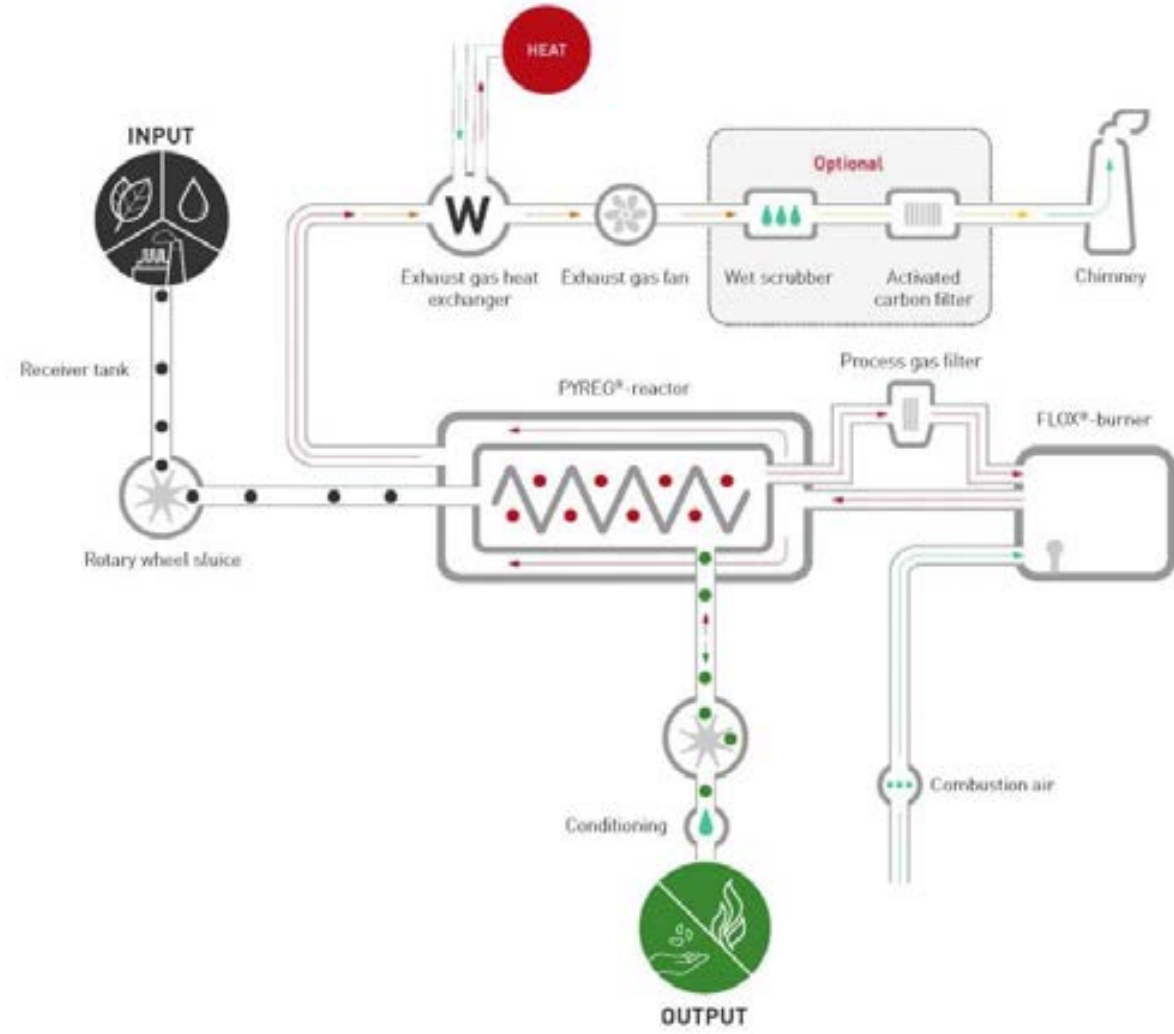 HEAT
INPUT
Optional
W
Exhaust gas heat
exchanger
Exhaust gas fan
Wet scrubber
Activated
carbon filter
Chimney
Receiver tank
Process gas filter
PYREG®-reactor
FLOX®-burner
Rotary wheel sluice
Combustion air
Conditioning
OUTPUT